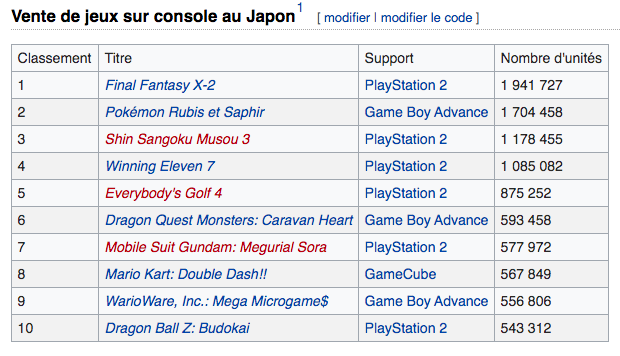 Vente de jeux sur console au Japon1 [ modifier | modifier le code ]
Classement Titre Support Nombre d'unités
1 Final Fantasy X-2 PlayStation 2 1 941 727
2 Pokémon Rubis et Saphir Game Boy Advance 1 704 458
3 Shin Sangoku Musou 3 PlayStation 2 1 178 455
4 Winning Eleven 7 PlayStation 2 1 085 082
5 Everybody's Golf 4 PlayStation 2 875 252
6 Dragon Quest Monsters: Caravan Heart Game Boy Advance 593 458
7 Mobile Suit Gundam: Megurial Sora PlayStation 2 577 972
8 Mario Kart: Double Dash!! GameCube 567 849
9 WarioWare, Inc.: Mega Microgame$ Game Boy Advance 556 806
10 Dragon Ball Z: Budokai PlayStation 2 543 312